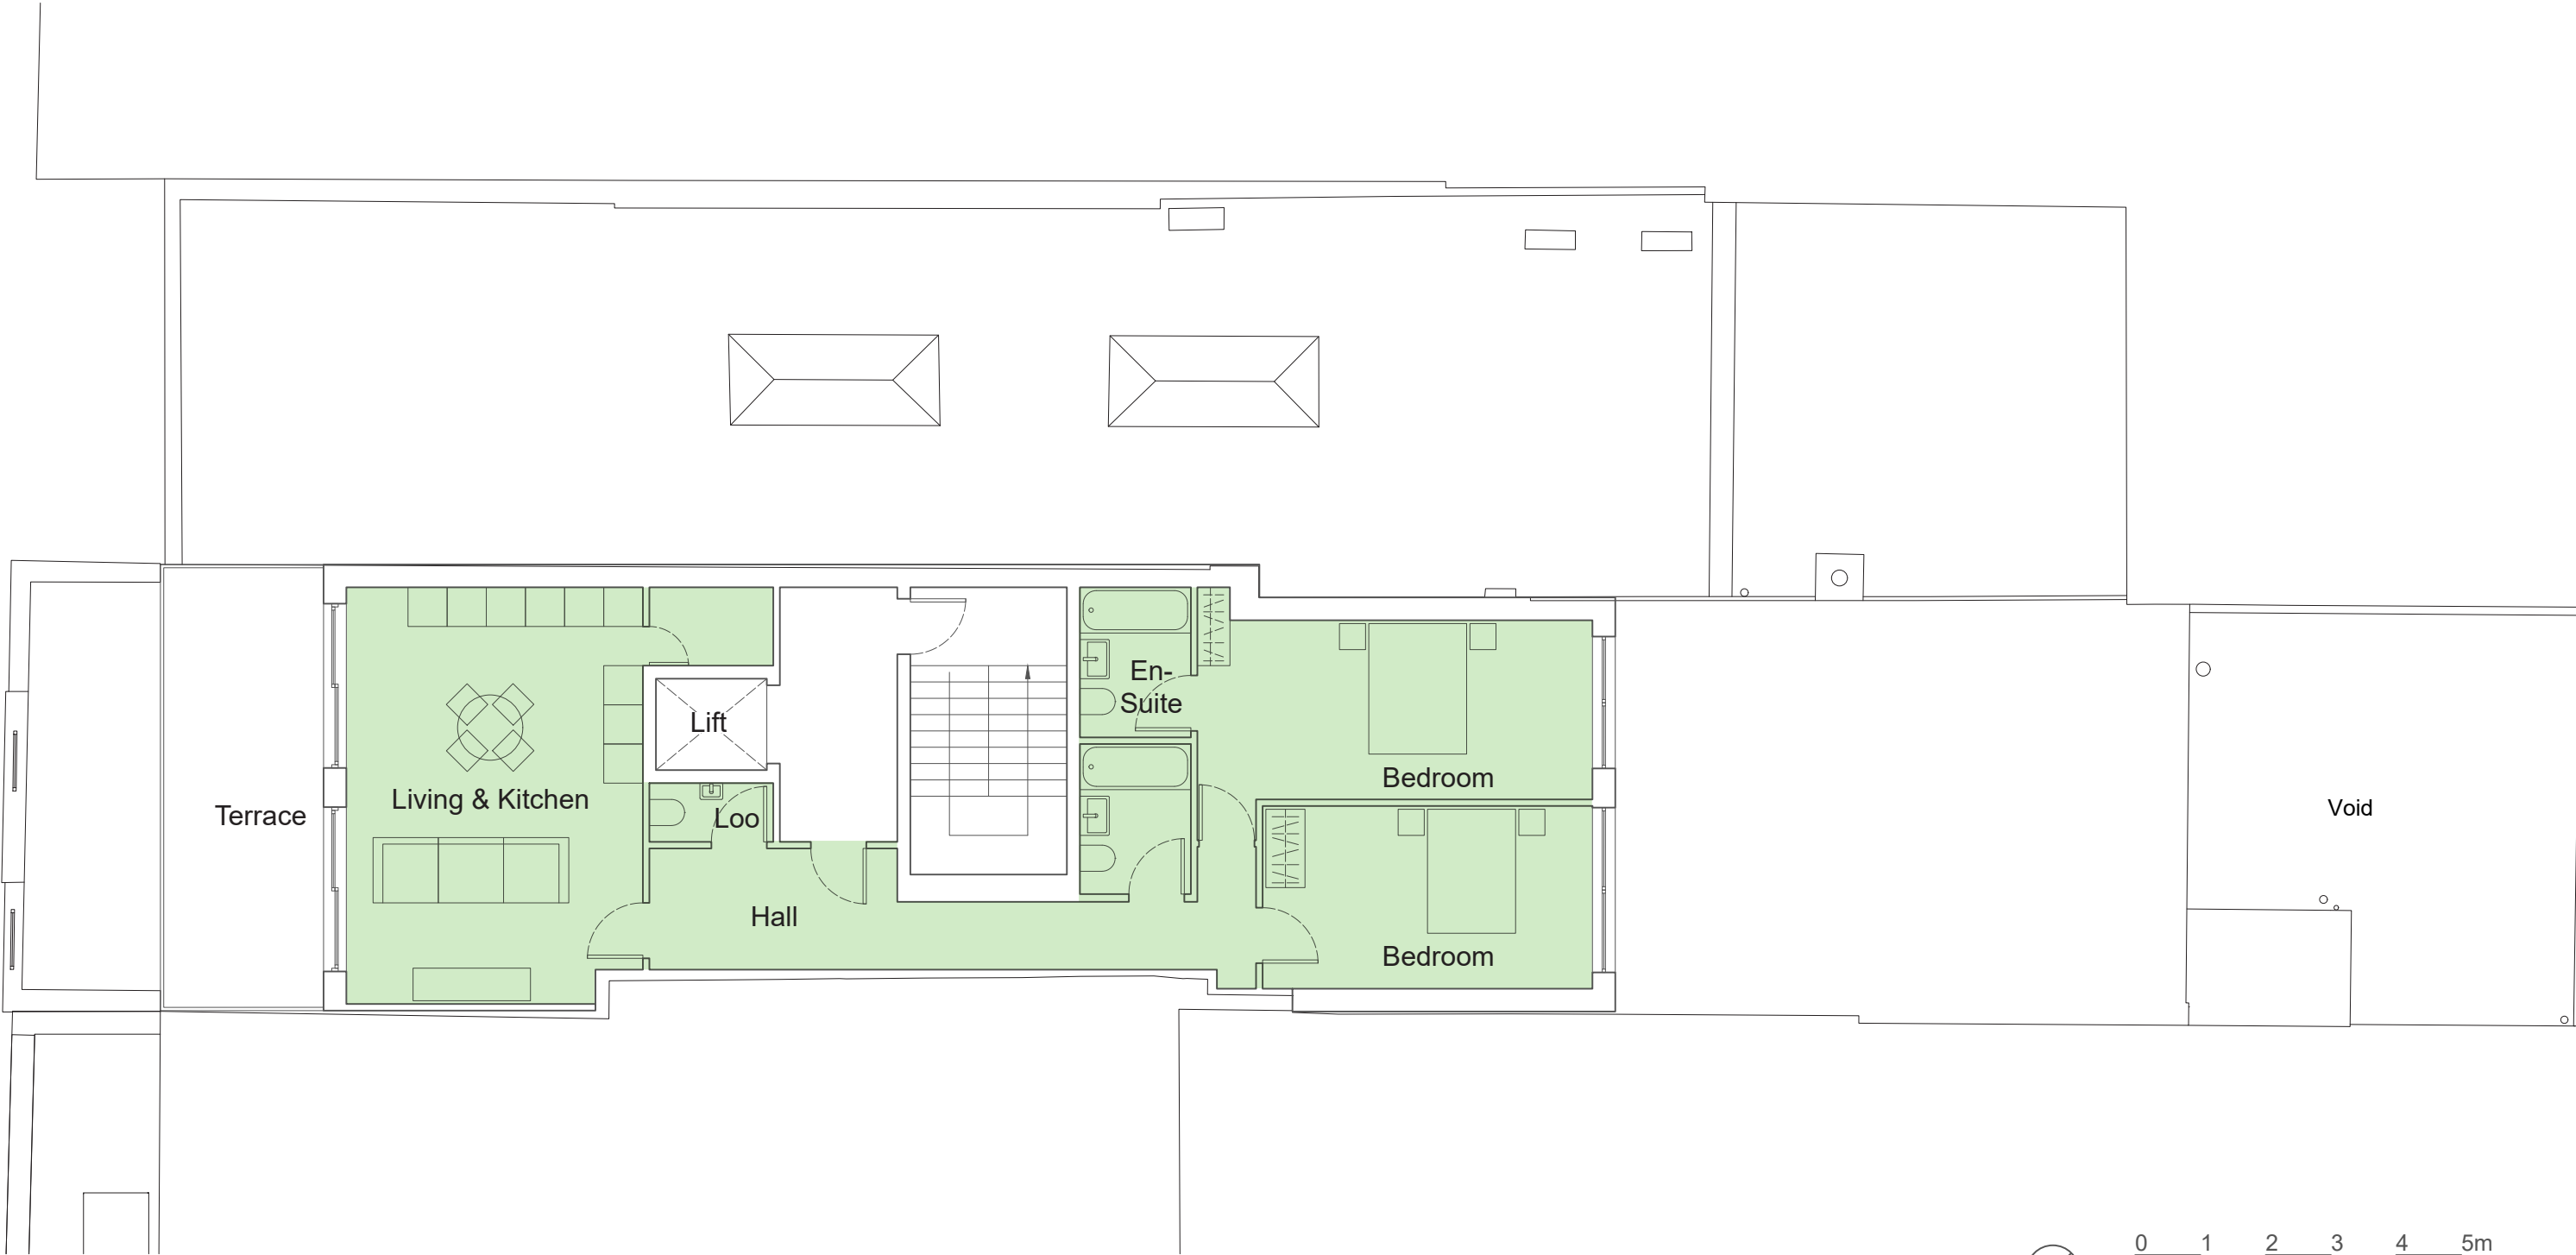 En-
Suite
Lift
Bedroom
Living & Kitchen
Terrace
Loo
Void
Hall
Bedroom
0 1 2 3 4 5m